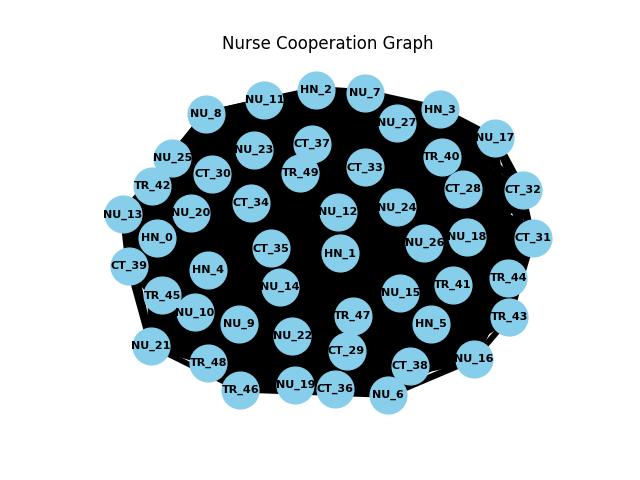 Nurse Cooperation Graph
HN_2
NU_7
NU_11
HN_3
NU_8
NU_27
NU_17
CT_37
NU_23
TR_40
NU_25
CT_33
TR_49
CT_30
TR_42
CT_28
CT_32
CT_34
NU_24
NU_12
NU_20
NU_13
HN_0
NU_18
CT_31
NU_26
CT_35
HN_1
CT_39
HN_4
TR_44
TR_41
NU_14
NU_15
TR_45
NU_10
TR_47
TR_43
NU_9
HN_5
NU_22
NU_21
CT_29
NU_16
TR_48
CT_38
NU_19
CT_36
TR_46
NU_6